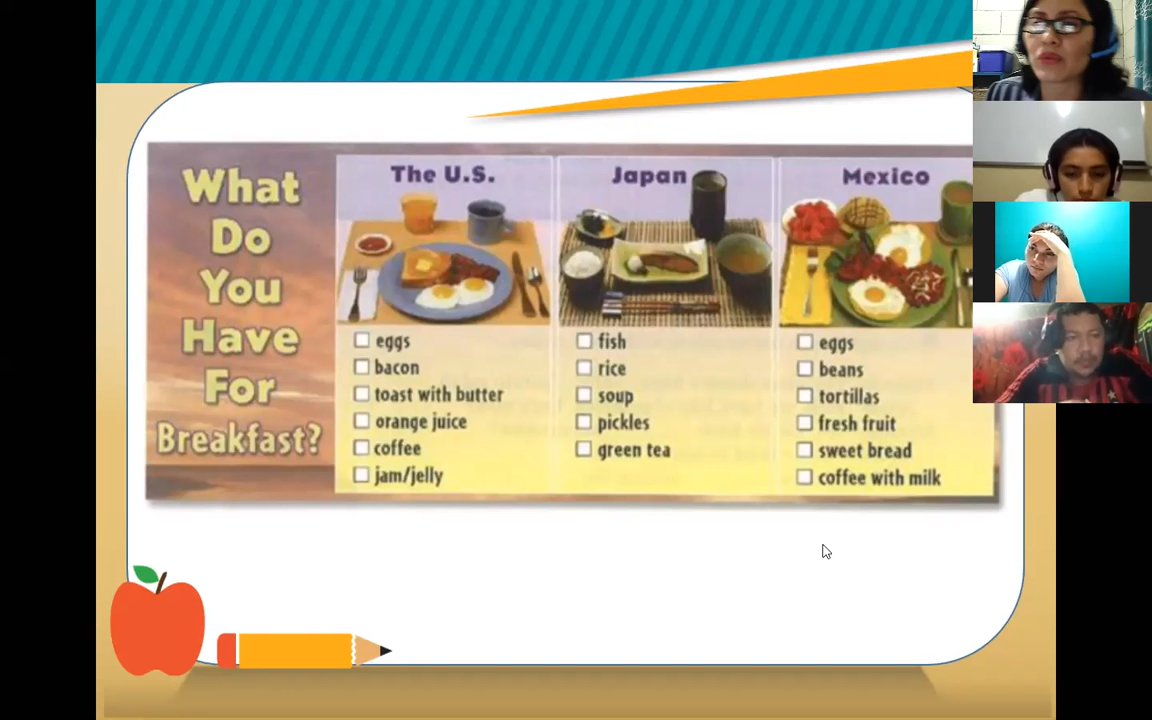 What
Do
You
Have
For
Breakfast?
The U.S.
eggs
bacon
toast with butter
orange juice
coffee
jam/jelly
Japan
fish
rice
soup
pickles
green tea
Mexico
eggs
beans
tortillas
fresh fruit
sweet bread
coffee with milk